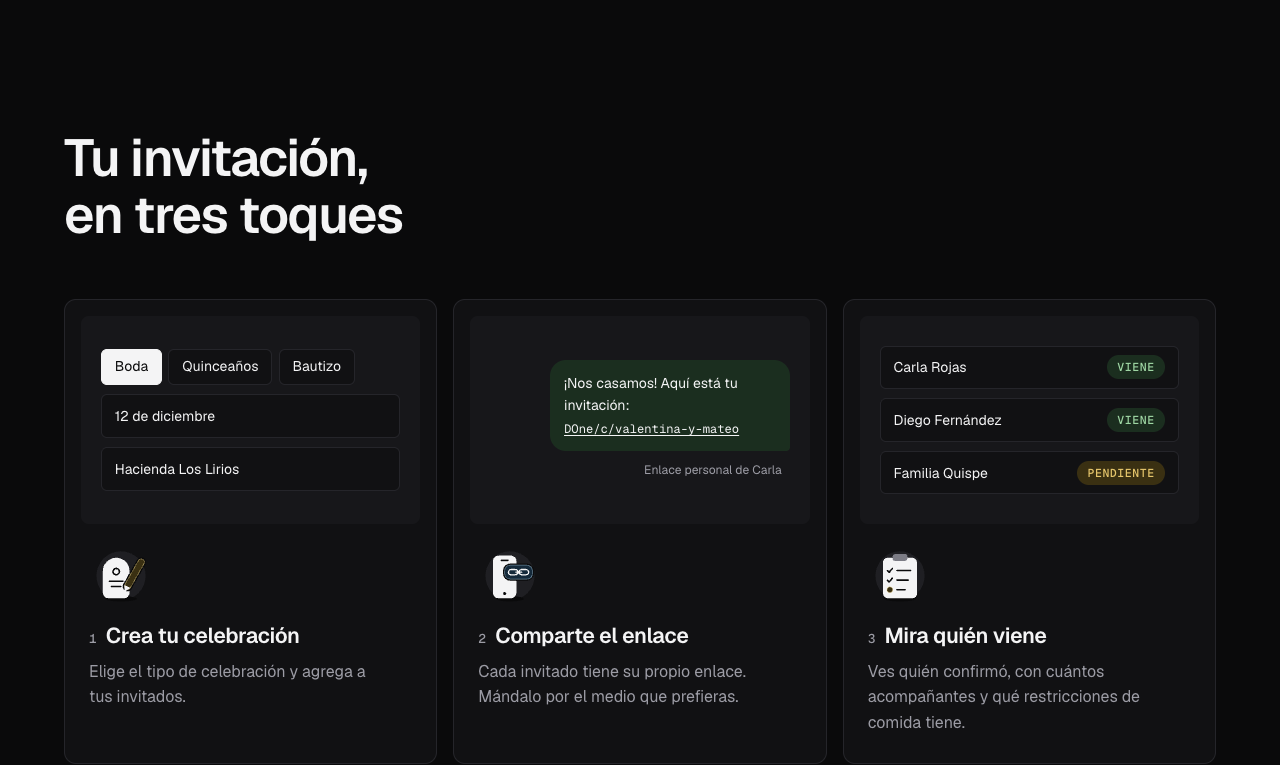 Tu invitación,
en tres toques
Boda
Quinceaños
Bautizo
12 de diciembre
Hacienda Los Lirios
1 Crea tu celebración
Elige el tipo de celebración y agrega a
tus invitados.
¡Nos casamos! Aquí está tu
invitación:
DOne/c/valentina-y-mateo
Enlace personal de Carla
2 Comparte el enlace
Cada invitado tiene su propio enlace.
Mándalo por el medio que prefieras.
Carla Rojas VIENE
Diego Fernández VIENE
Familia Quispe PENDIENTE
3 Mira quién viene
Ves quién confirmó, con cuántos
acompañantes y qué restricciones de
comida tiene.